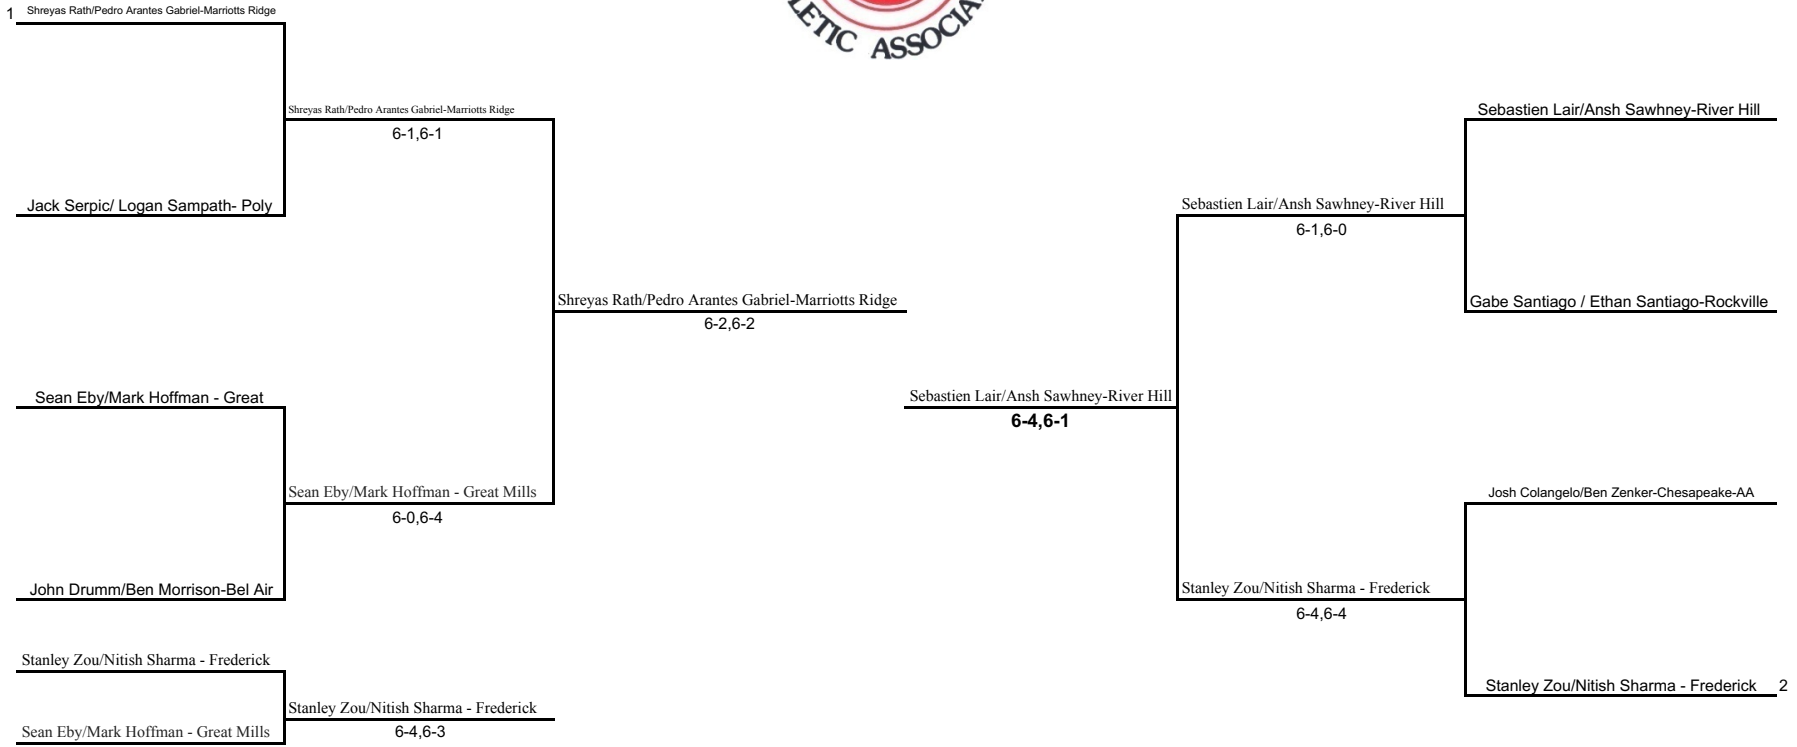 LETIC ASSOCIA
1 Shreyas Rath/Pedro Arantes Gabriel-Marriotts Ridge
Shreyas Rath/Pedro Arantes Gabriel-Marriotts Ridge
6-1,6-1
Jack Serpic/ Logan Sampath- Poly
Shreyas Rath/Pedro Arantes Gabriel-Marriotts Ridge
6-2,6-2
Sean Eby/Mark Hoffman - Great
Sean Eby/Mark Hoffman - Great Mills
6-0,6-4
John Drumm/Ben Morrison-Bel Air
Stanley Zou/Nitish Sharma - Frederick
Stanley Zou/Nitish Sharma - Frederick
6-4,6-3
Sean Eby/Mark Hoffman - Great Mills
Sebastien Lair/Ansh Sawhney-River Hill
6-4,6-1
Sebastien Lair/Ansh Sawhney-River Hill
Sebastien Lair/Ansh Sawhney-River Hill
6-1,6-0
Gabe Santiago / Ethan Santiago-Rockville
Josh Colangelo/Ben Zenker-Chesapeake-AA
Stanley Zou/Nitish Sharma - Frederick
6-4,6-4
Stanley Zou/Nitish Sharma - Frederick 2